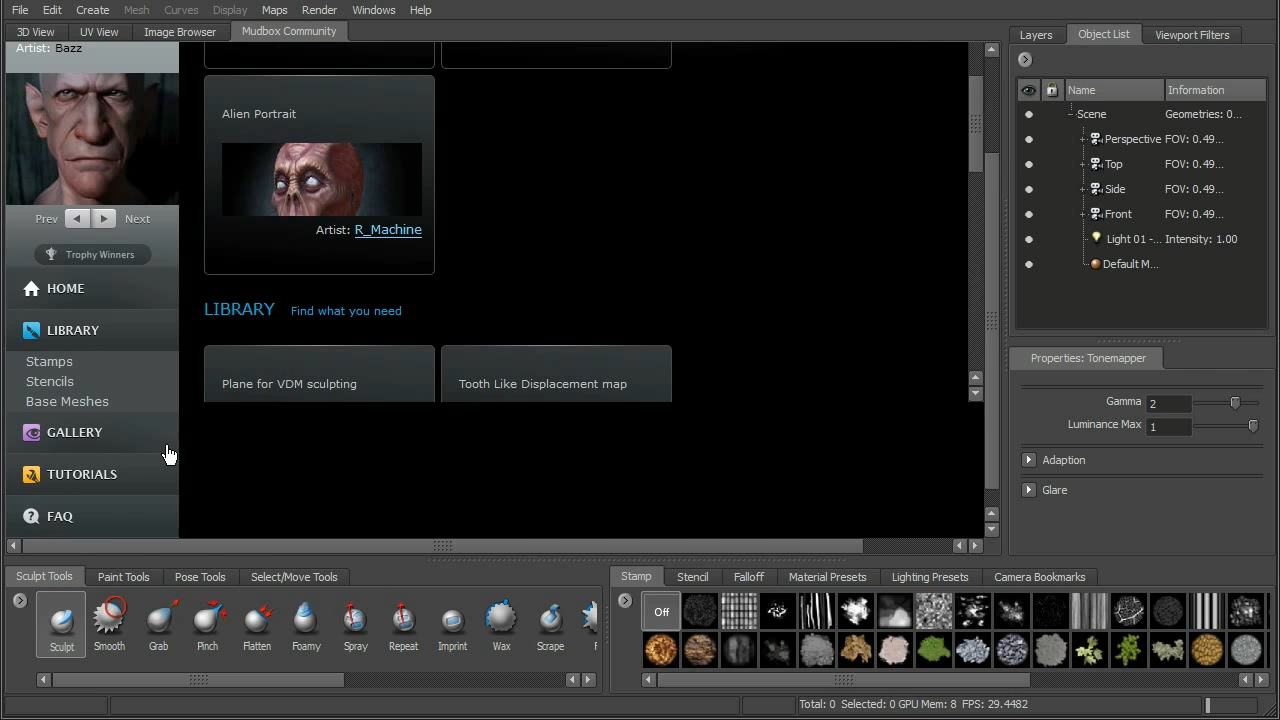 File Edit Create Mesh Curves Display Maps Render Windows Help
3D View UV View Image Browser Mudbox Community
Layers Object List Viewport Filters
Artist: Bazz
Name Information
Scene Geometries: 0...
Perspective FOV: 0.49...
Top FOV: 0.49...
Side FOV: 0.49...
Front FOV: 0.49...
Light 01 -... Intensity: 1.00
Default M...
Alien Portrait
Artist: R_Machine
Prev Next
Trophy Winners
HOME
LIBRARY
Stamps
Stencils
Base Meshes
GALLERY
TUTORIALS
FAQ
LIBRARY Find what you need
Plane for VDM sculpting
Tooth Like Displacement map
Properties: Tonemapper
Gamma 2
Luminance Max 1
Adaption
Glare
Sculpt Tools Paint Tools Pose Tools Select/Move Tools
Sculpt Smooth Grab Pinch Flatten Foamy Spray Repeat Imprint Wax Scrape F
Stamp Stencil Falloff Material Presets Lighting Presets Camera Bookmarks
Off
Total: 0 Selected: 0 GPU Mem: 8 FPS: 29.4482